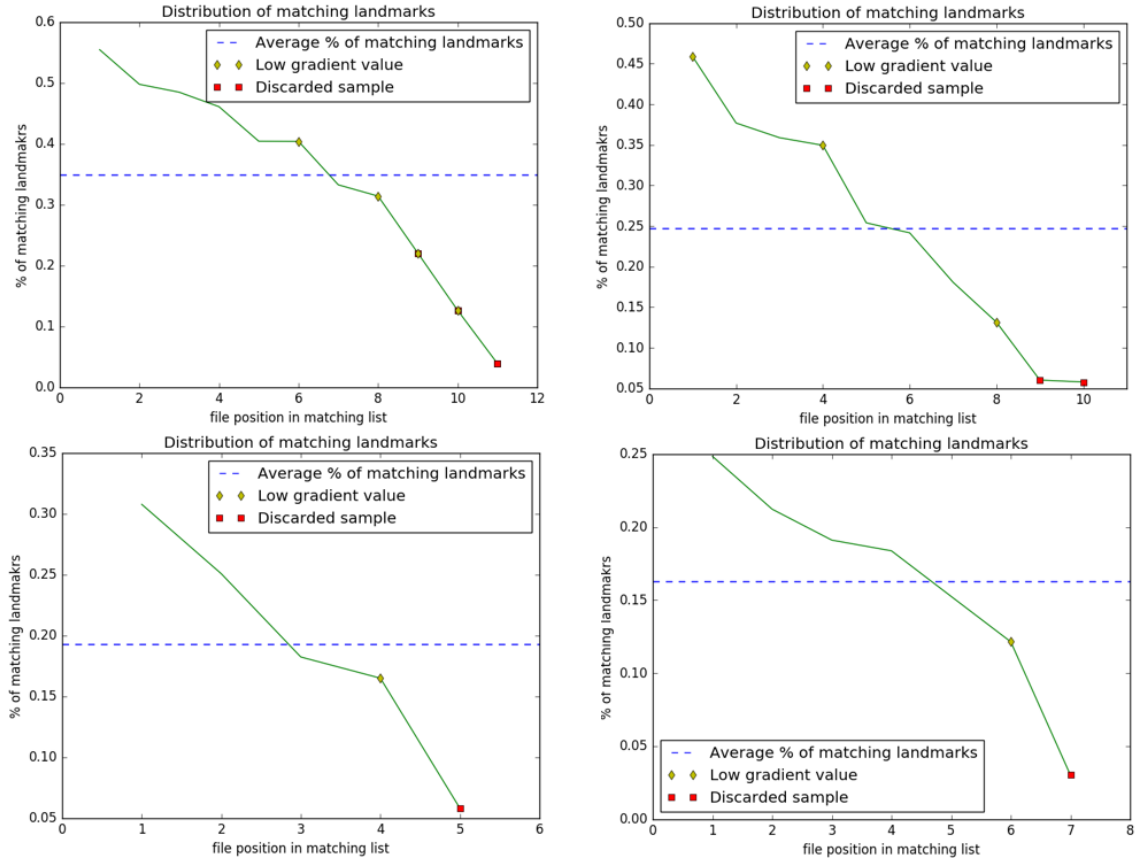 Distribution of matching landmarks
0.6
0.5
0.4
0.3
0.2
0.1
0.0
% of matching landmakrs
Average % of matching landmarks
Low gradient value
Discarded sample
0 2 4 6 8 10 12
file position in matching list
Distribution of matching landmarks
0.50
0.45
0.40
0.35
0.30
0.25
0.20
0.15
0.10
0.05
% of matching landmakrs
Average % of matching landmarks
Low gradient value
Discarded sample
0 2 4 6 8 10
file position in matching list
Distribution of matching landmarks
0.35
0.30
0.25
0.20
0.15
0.10
0.05
% of matching landmakrs
Average % of matching landmarks
Low gradient value
Discarded sample
0 1 2 3 4 5 6
file position in matching list
Distribution of matching landmarks
0.25
0.20
0.15
0.10
0.05
0.00
% of matching landmakrs
Average % of matching landmarks
Low gradient value
Discarded sample
0 1 2 3 4 5 6 7 8
file position in matching list